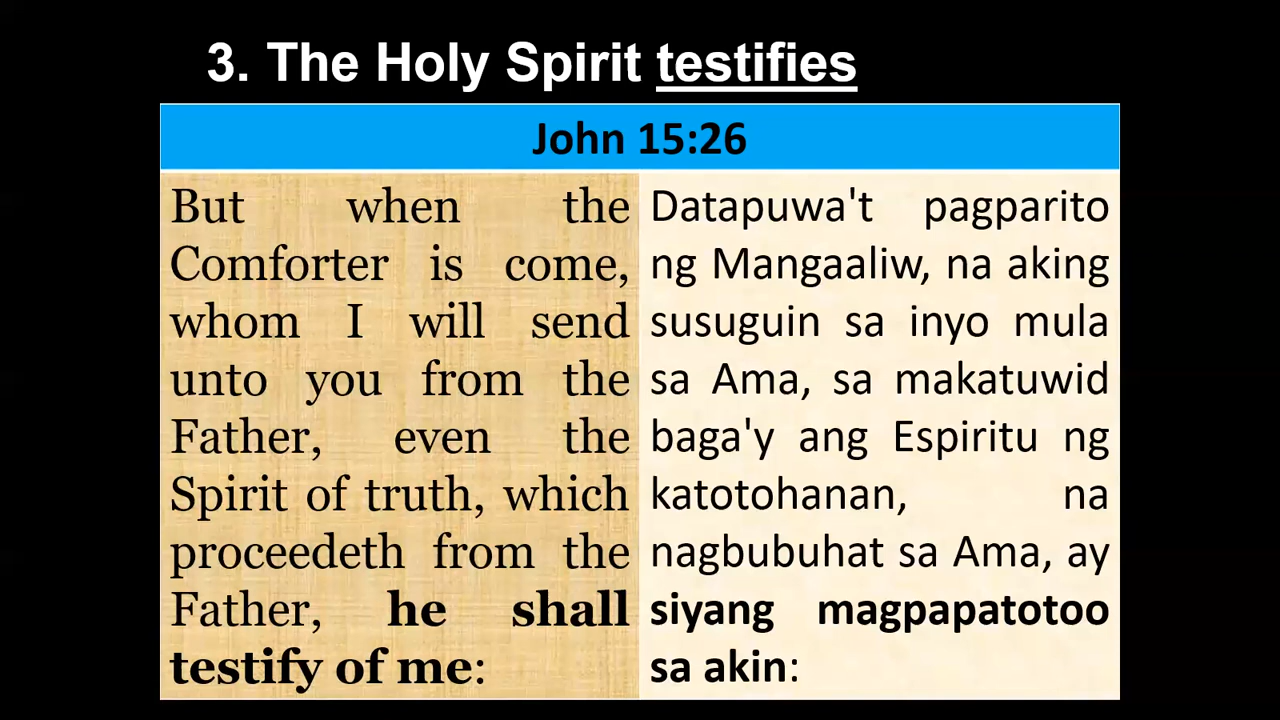 3. The Holy Spirit testifies
John 15:26
But when the
Comforter is come,
whom I will send
unto you from the
Father, even the
Spirit of truth, which
proceedeth from the
Father, he shall
testify of me:
Datapuwa't pagparito
ng Mangaaliw, na aking
susuguin sa inyo mula
sa Ama, sa makatuwid
baga'y ang Espiritu ng
katotohanan, na
nagbubuhat sa Ama, ay
siyang magpapatotoo
sa akin: